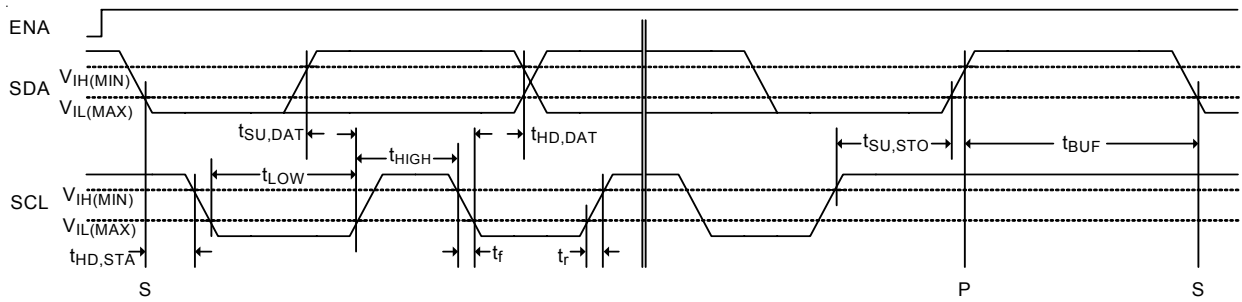 ENA
SDA
VIH(MIN)
VIL(MAX)
tSU,DAT
tHD,DAT
tSU,STO
tBUF
tHIGH
tLOW
SCL
VIH(MIN)
VIL(MAX)
tHD,STA
tf
tr
S
P
S